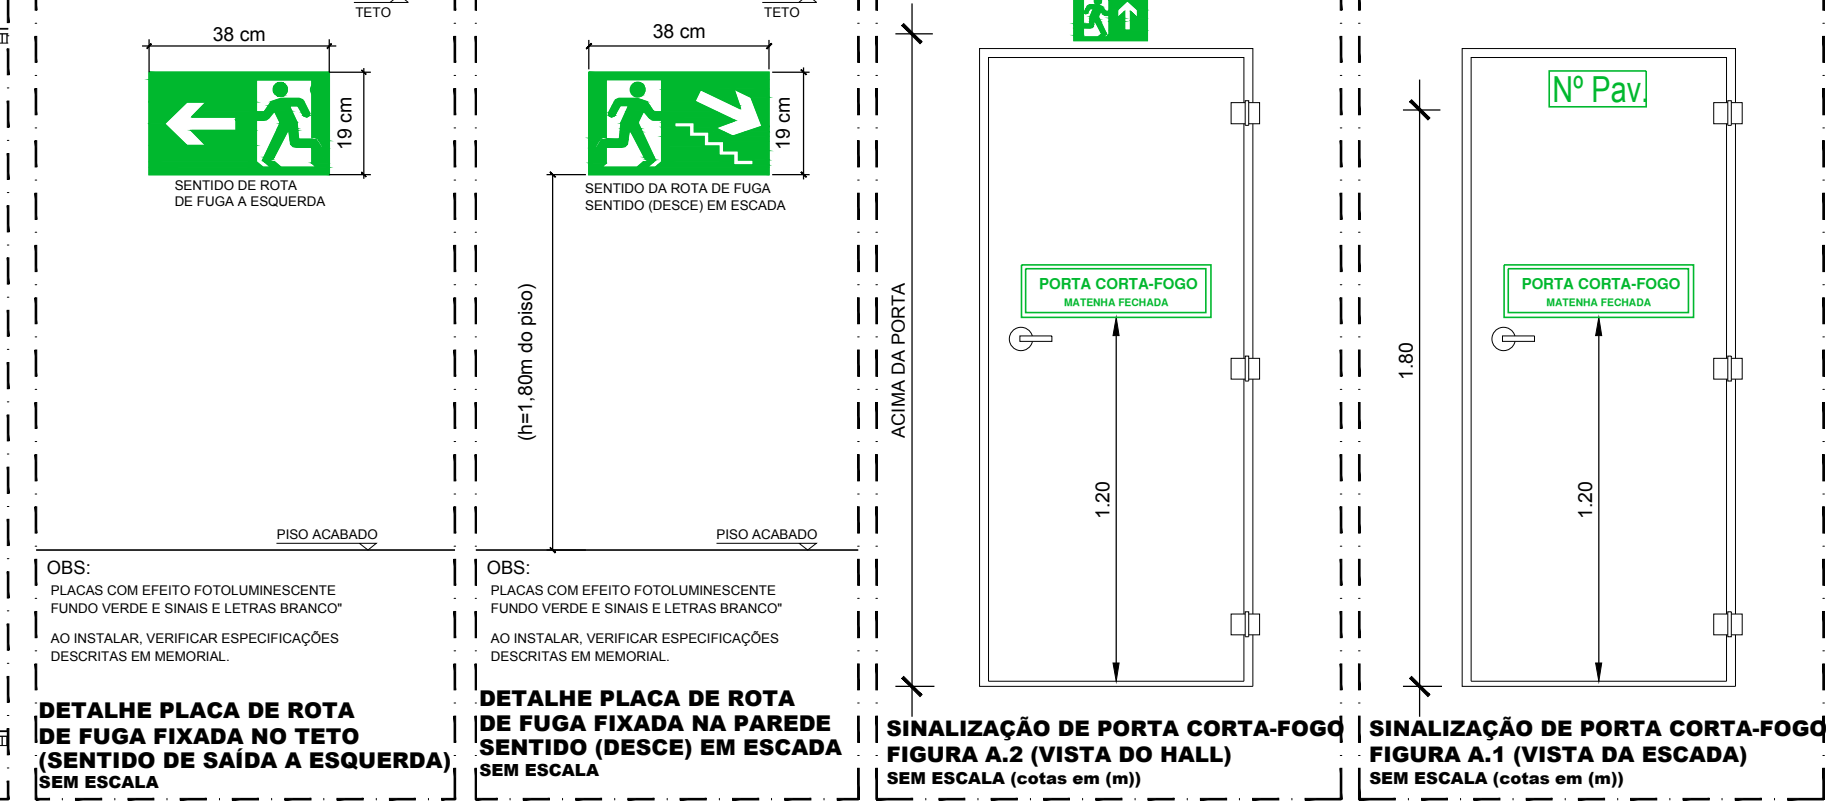 TETO
38 cm
19 cm
SENTIDO DE ROTA
DE FUGA A ESQUERDA
PISO ACABADO
OBS:
PLACAS COM EFEITO FOTOLUMINESCENTE
FUNDO VERDE E SINAIS E LETRAS BRANCO"
AO INSTALAR, VERIFICAR ESPECIFICAÇÕES
DESCRITAS EM MEMORIAL.
DETALHE PLACA DE ROTA
DE FUGA FIXADA NO TETO
(SENTIDO DE SAÍDA A ESQUERDA)
SEM ESCALA
TETO
38 cm
19 cm
SENTIDO DA ROTA DE FUGA
SENTIDO (DESCE) EM ESCADA
(h=1,80m do piso)
PISO ACABADO
OBS:
PLACAS COM EFEITO FOTOLUMINESCENTE
FUNDO VERDE E SINAIS E LETRAS BRANCO"
AO INSTALAR, VERIFICAR ESPECIFICAÇÕES
DESCRITAS EM MEMORIAL.
DETALHE PLACA DE ROTA
DE FUGA FIXADA NA PAREDE
SENTIDO (DESCE) EM ESCADA
SEM ESCALA
ACIMA DA PORTA
PORTA CORTA-FOGO
MATENHA FECHADA
1.20
SINALIZAÇÃO DE PORTA CORTA-FOGO
FIGURA A.2 (VISTA DO HALL)
SEM ESCALA (cotas em (m))
Nº Pav.
PORTA CORTA-FOGO
MATENHA FECHADA
1.80
1.20
SINALIZAÇÃO DE PORTA CORTA-FOGO
FIGURA A.1 (VISTA DA ESCADA)
SEM ESCALA (cotas em (m))